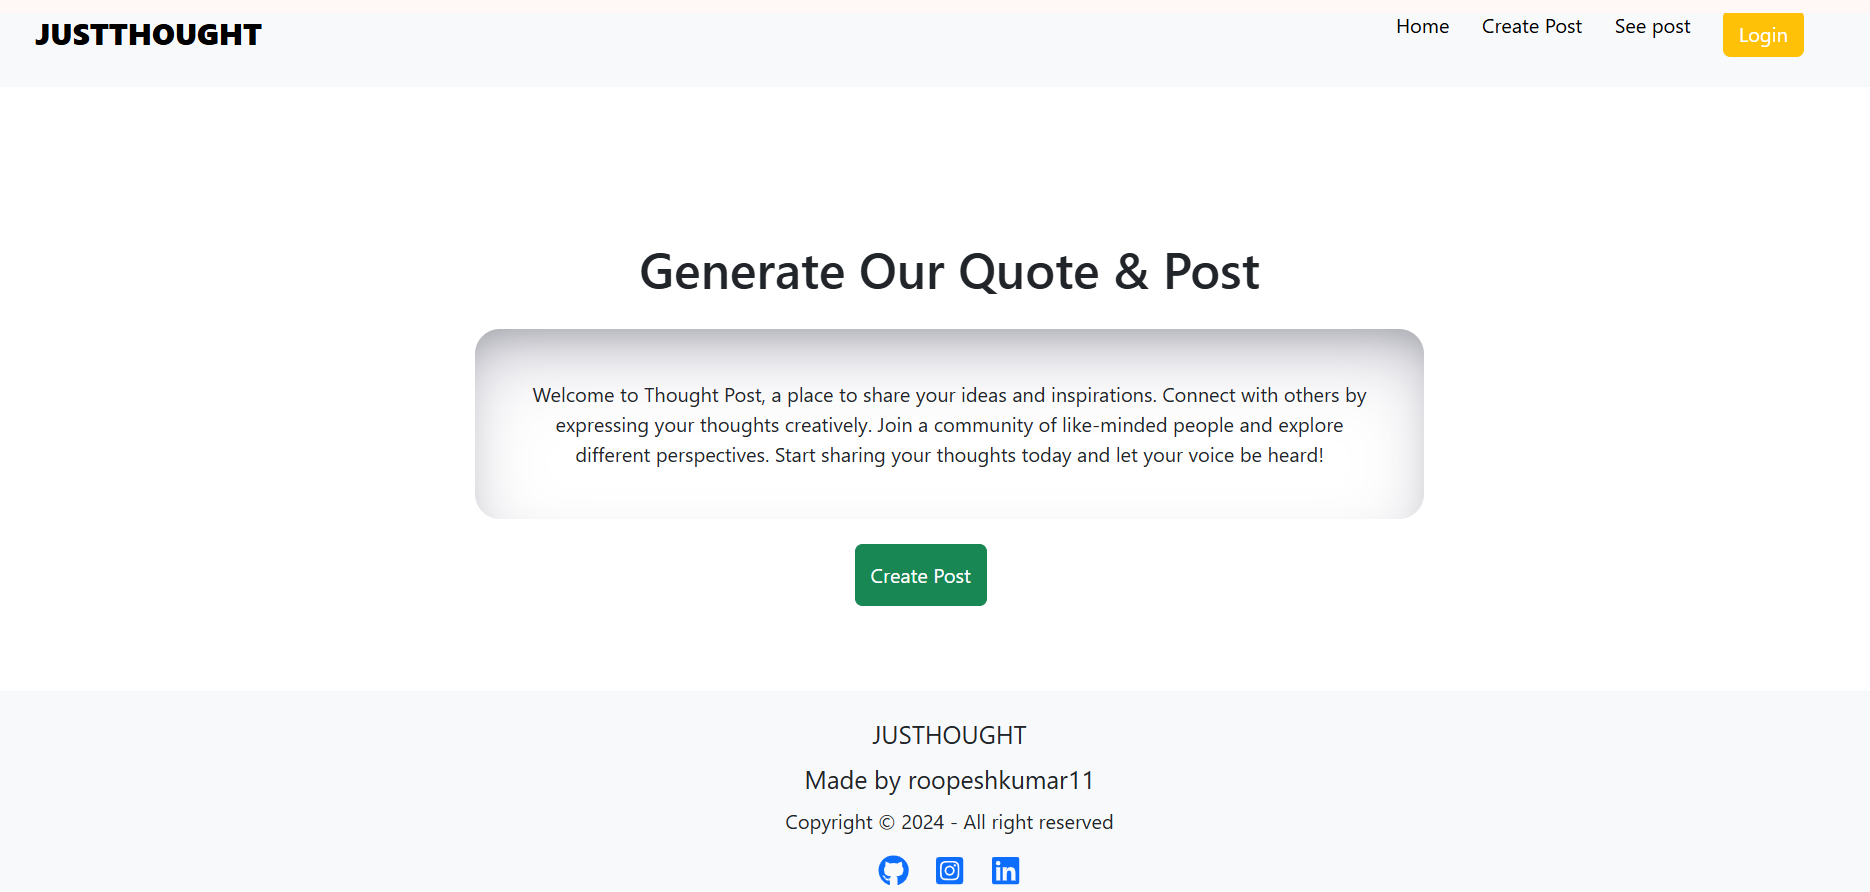 JUSTTHOUGHT
Home Create Post See post Login
Generate Our Quote & Post
Welcome to Thought Post, a place to share your ideas and inspirations. Connect with others by
expressing your thoughts creatively. Join a community of like-minded people and explore
different perspectives. Start sharing your thoughts today and let your voice be heard!
Create Post
JUSTHOUGHT
Made by roopeshkumar11
Copyright © 2024 - All right reserved